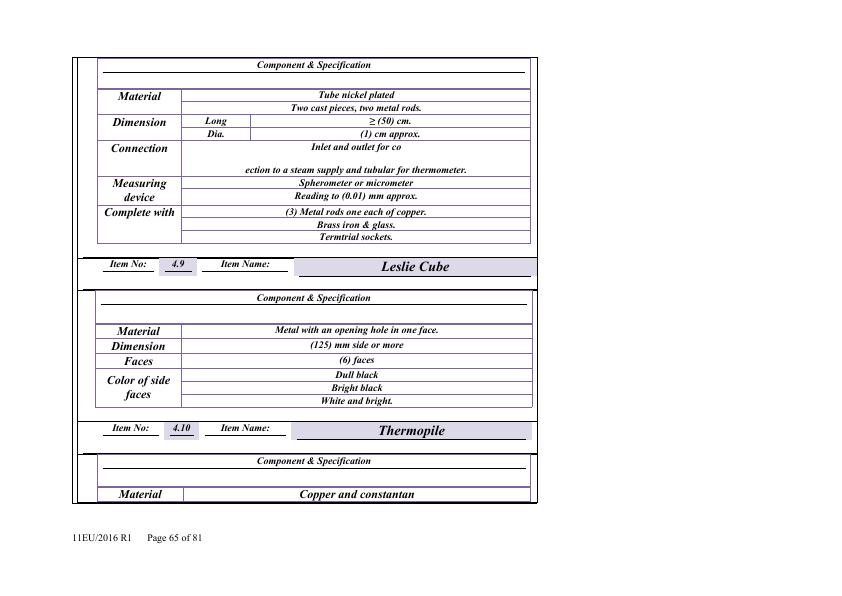 Component & Specification
Material
Tube nickel plated
Two cast pieces, two metal rods.
Dimension
Long
≥ (50) cm.
Dia.
(1) cm approx.
Connection
Inlet and outlet for co
ection to a steam supply and tubular for thermometer.
Measuring
device
Spherometer or micrometer
Reading to (0.01) mm approx.
Complete with
(3) Metal rods one each of copper.
Brass iron & glass.
Termtrial sockets.
Item No: 4.9 Item Name: Leslie Cube
Component & Specification
Material
Metal with an opening hole in one face.
Dimension
(125) mm side or more
Faces
(6) faces
Color of side
faces
Dull black
Bright black
White and bright.
Item No: 4.10 Item Name: Thermopile
Component & Specification
Material
Copper and constantan
11EU/2016 R1 Page 65 of 81